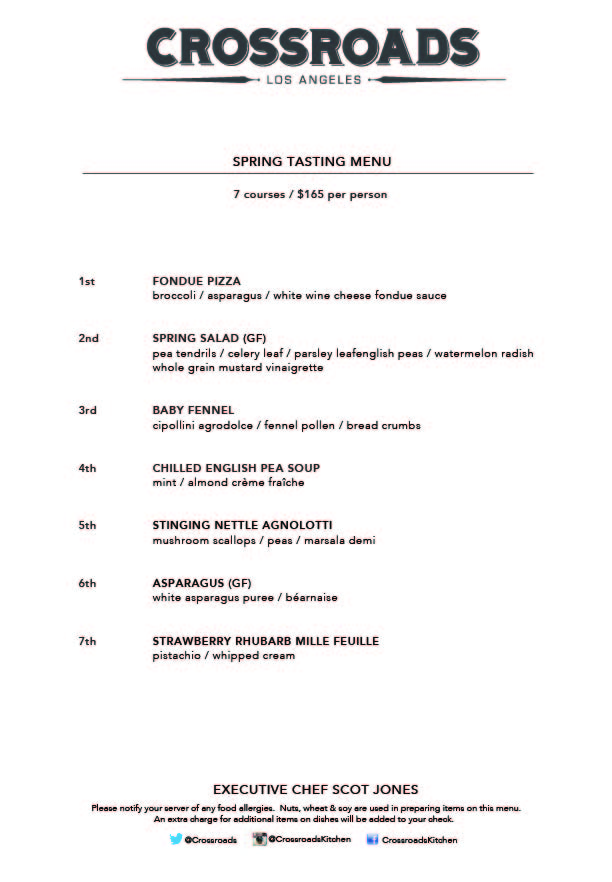 CROSSROADS
LOS ANGELES
SPRING TASTING MENU
7 courses / $165 per person
1st FONDUE PIZZA
broccoli / asparagus / white wine cheese fondue sauce
2nd SPRING SALAD (GF)
pea tendrils / celery leaf / parsley leafenglish peas / watermelon radish
whole grain mustard vinaigrette
3rd BABY FENNEL
cipollini agrodolce / fennel pollen / bread crumbs
4th CHILLED ENGLISH PEA SOUP
mint / almond crème fraîche
5th STINGING NETTLE AGNOLOTTI
mushroom scallops / peas / marsala demi
6th ASPARAGUS (GF)
white asparagus puree / béarnaise
7th STRAWBERRY RHUBARB MILLE FEUILLE
pistachio / whipped cream
EXECUTIVE CHEF SCOT JONES
Please notify your server of any food allergies. Nuts, wheat & soy are used in preparing items on this menu.
An extra charge for additional items on dishes will be added to your check.
@Crossroads @CrossroadsKitchen CrossroadsKitchen